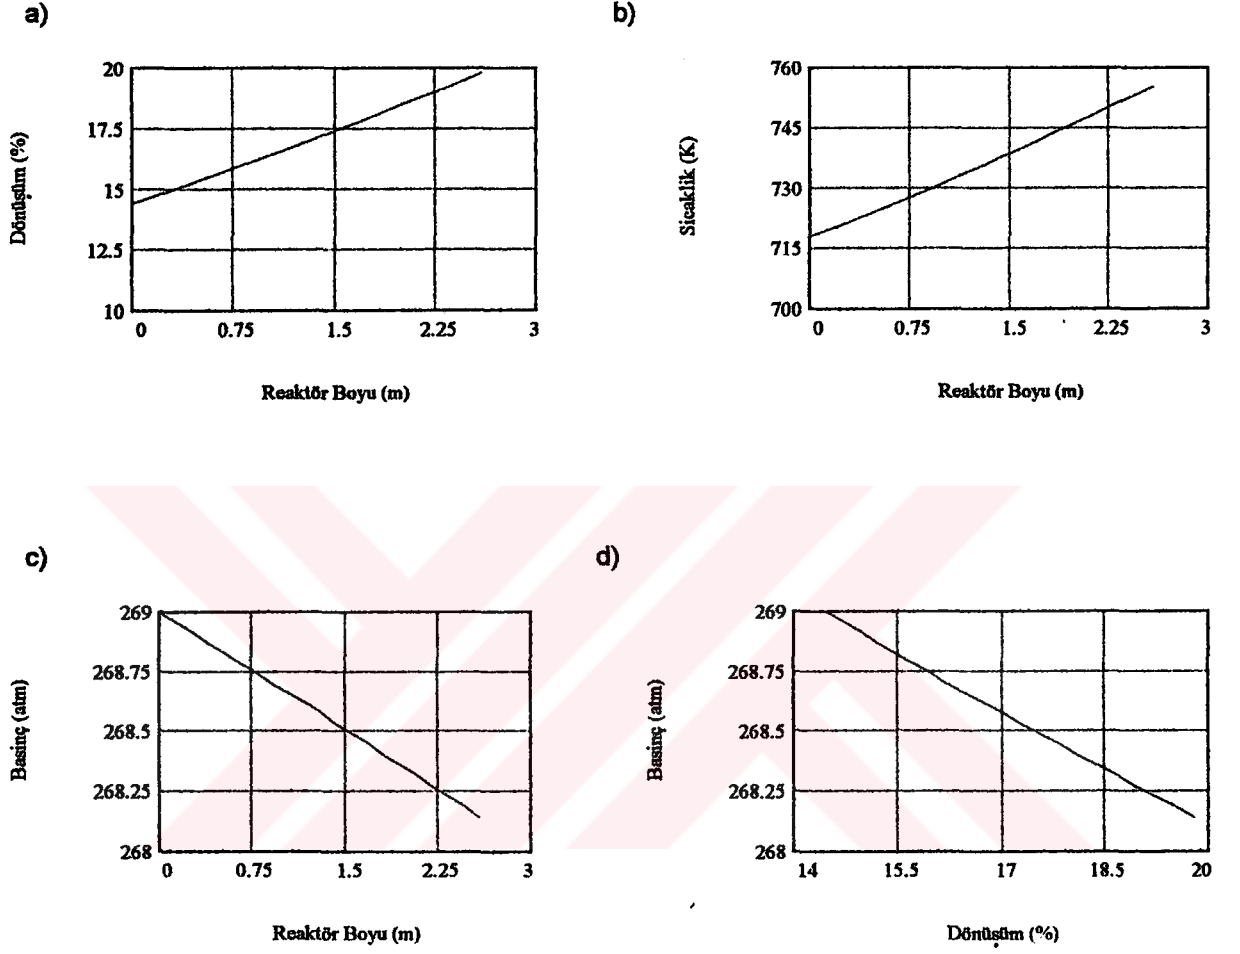 a)
Dönüşüm (%)
20
17.5
15
12.5
10
0 0.75 1.5 2.25 3
Reaktör Boyu (m)
b)
Sicaklik (K)
760
745
730
715
700
0 0.75 1.5 2.25 3
Reaktör Boyu (m)
c)
Basinç (atm)
269
268.75
268.5
268.25
268
0 0.75 1.5 2.25 3
Reaktör Boyu (m)
d)
Basinç (atm)
269
268.75
268.5
268.25
268
14 15.5 17 18.5 20
Dönüşüm (%)